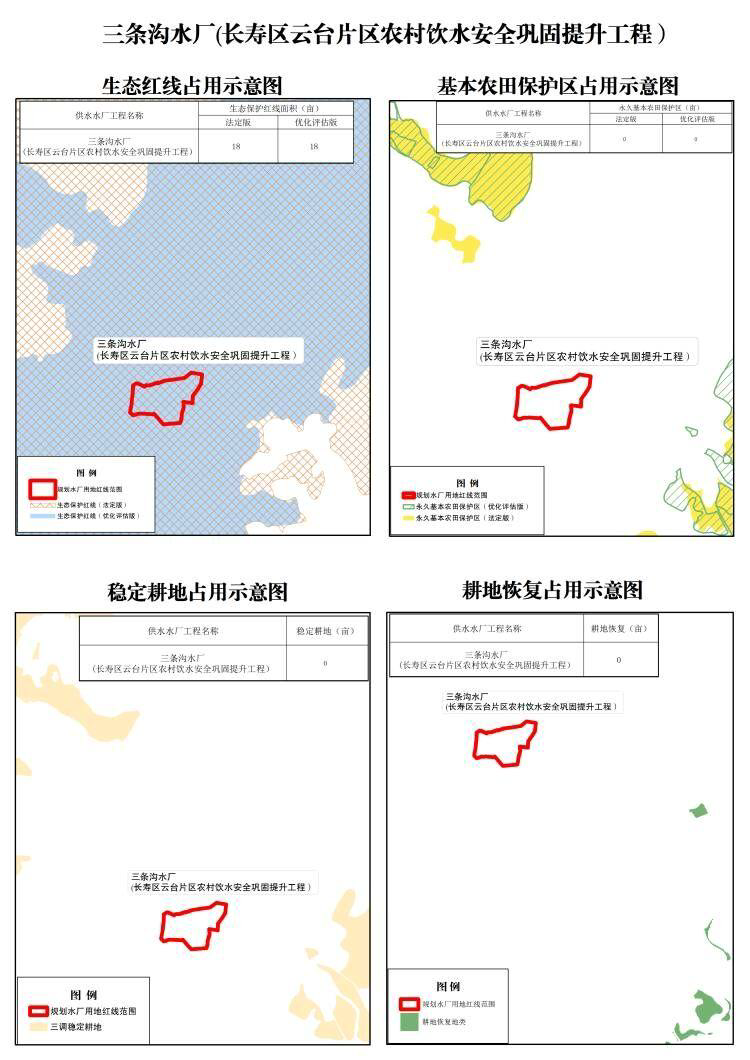 三条沟水厂(长寿区云台片区农村饮水安全巩固提升工程）
生态红线占用示意图
供水水厂工程名称
生态保护红线面积（亩）
法定版
优化评估版
三条沟水厂
(长寿区云台片区农村饮水安全巩固提升工程）
18
18
三条沟水厂
(长寿区云台片区农村饮水安全巩固提升工程）
图 例
规划水厂用地红线范围
生态保护红线（法定版）
生态保护红线（优化评估版）
基本农田保护区占用示意图
供水水厂工程名称
永久基本农田保护区（亩）
法定版
优化评估版
三条沟水厂
(长寿区云台片区农村饮水安全巩固提升工程）
0
0
三条沟水厂
(长寿区云台片区农村饮水安全巩固提升工程）
图 例
规划水厂用地红线范围
永久基本农田保护区（优化评估版）
永久基本农田保护区（法定版）
稳定耕地占用示意图
供水水厂工程名称
稳定耕地（亩）
三条沟水厂
(长寿区云台片区农村饮水安全巩固提升工程）
0
三条沟水厂
(长寿区云台片区农村饮水安全巩固提升工程）
图 例
规划水厂用地红线范围
三调稳定耕地
耕地恢复占用示意图
供水水厂工程名称
耕地恢复（亩）
三条沟水厂
(长寿区云台片区农村饮水安全巩固提升工程）
0
三条沟水厂
(长寿区云台片区农村饮水安全巩固提升工程）
图 例
规划水厂用地红线范围
耕地恢复地类